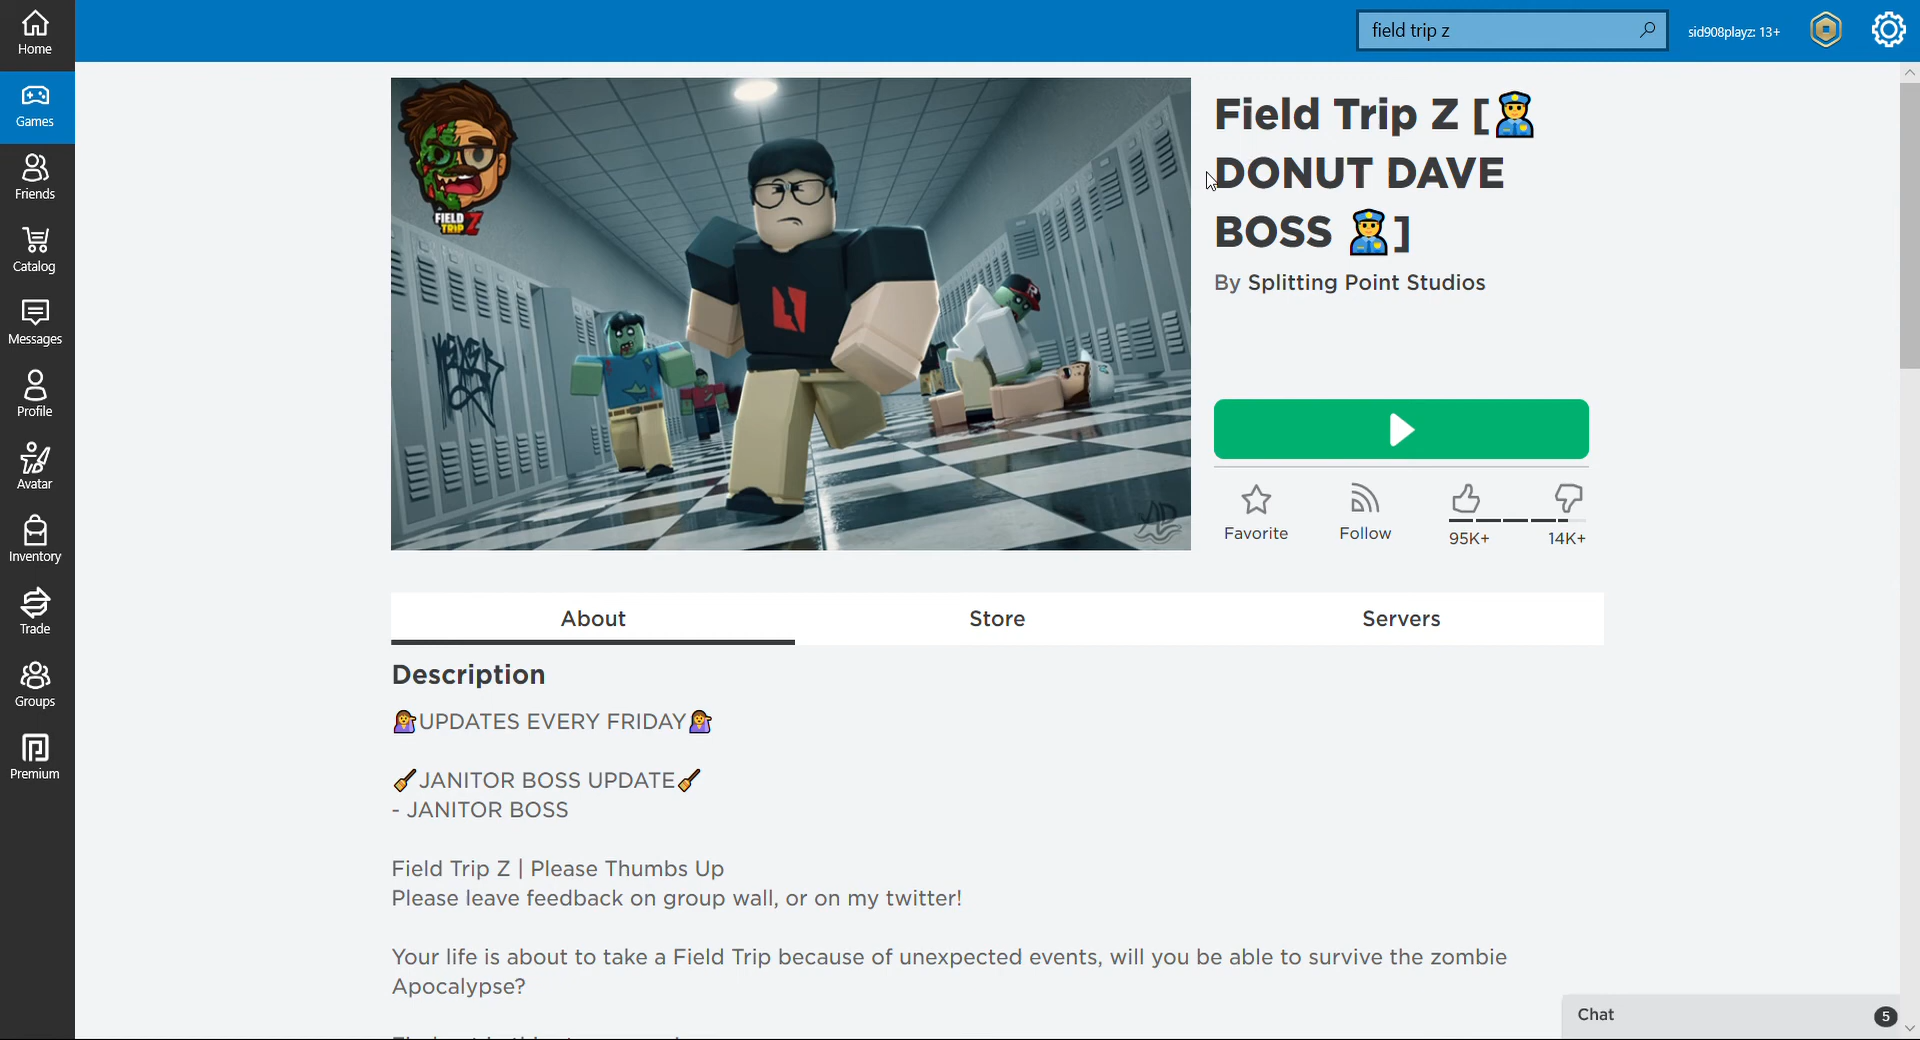 Home
Games
Friends
Catalog
Messages
Profile
Avatar
Inventory
Trade
Groups
Premium
field trip z
sid908playz: 13+
FIELD
TRIP Z
Field Trip Z [👮
DONUT DAVE
BOSS 👮]
By Splitting Point Studios
Favorite
Follow
95K+
14K+
About
Store
Servers
Description
💁UPDATES EVERY FRIDAY💁
🧹JANITOR BOSS UPDATE🧹
- JANITOR BOSS
Field Trip Z | Please Thumbs Up
Please leave feedback on group wall, or on my twitter!
Your life is about to take a Field Trip because of unexpected events, will you be able to survive the zombie
Apocalypse?
Chat
5